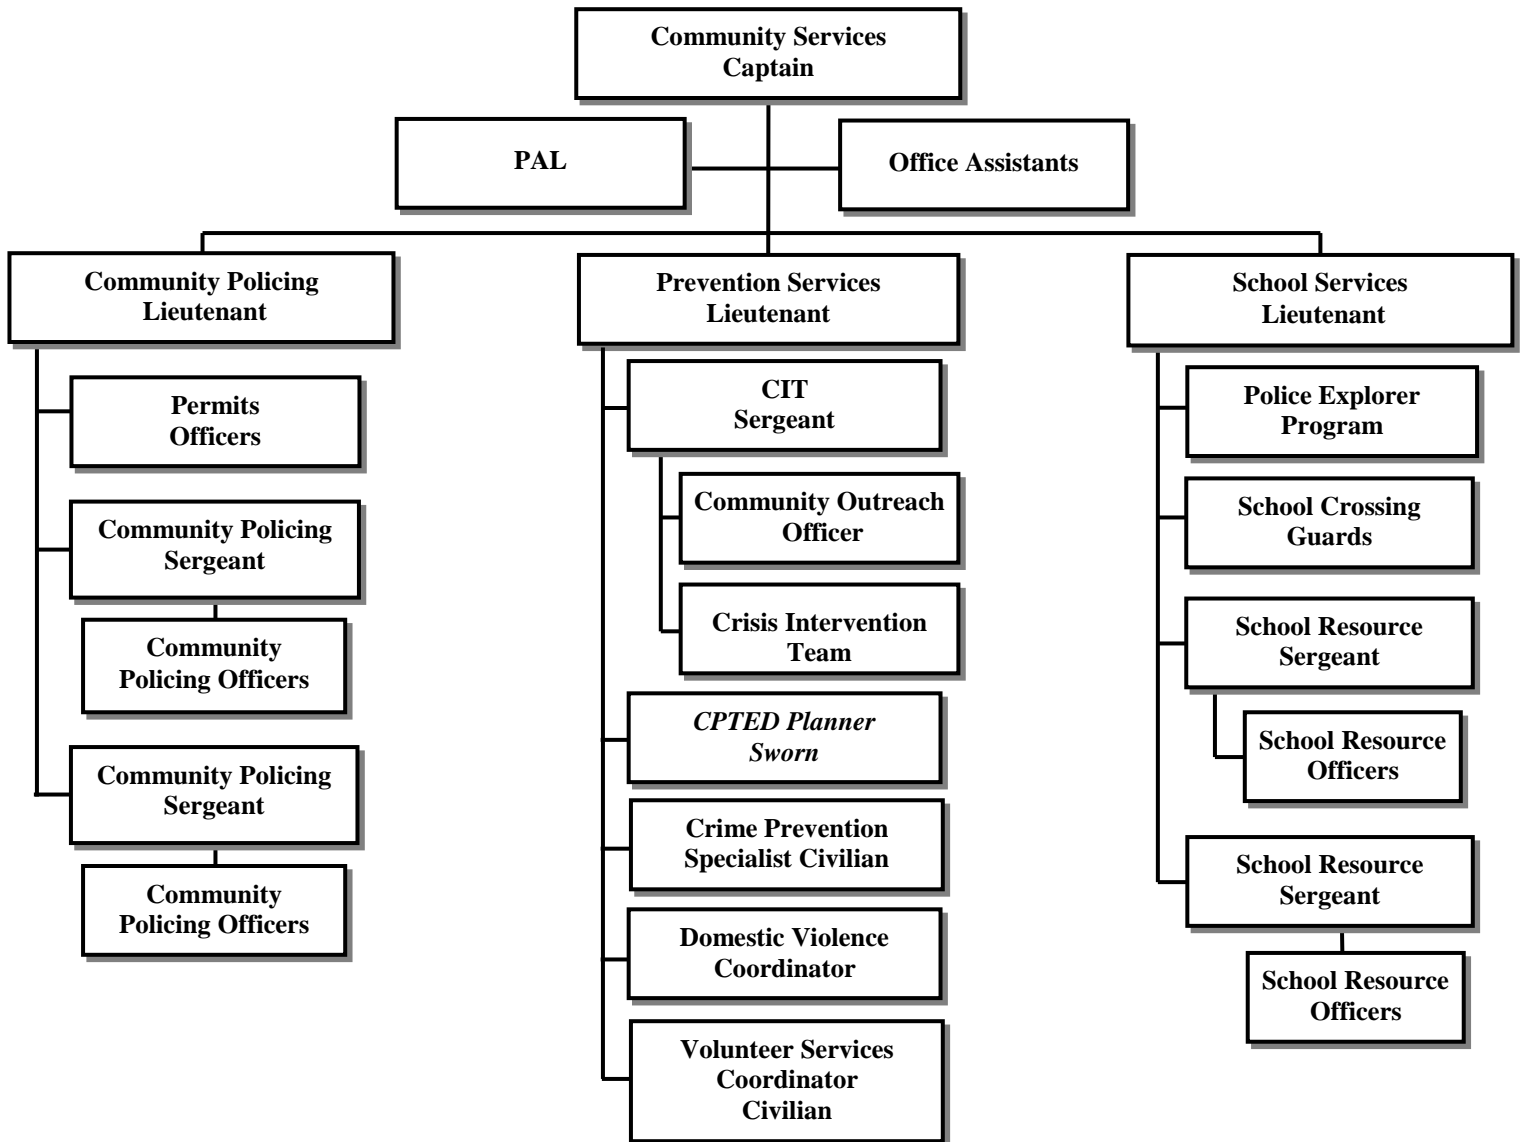 Community Services
Captain
PAL
Office Assistants
Community Policing
Lieutenant
Permits
Officers
Community Policing
Sergeant
Community
Policing Officers
Community Policing
Sergeant
Community
Policing Officers
Prevention Services
Lieutenant
CIT
Sergeant
Community Outreach
Officer
Crisis Intervention
Team
CPTED Planner
Sworn
Crime Prevention
Specialist Civilian
Domestic Violence
Coordinator
Volunteer Services
Coordinator
Civilian
School Services
Lieutenant
Police Explorer
Program
School Crossing
Guards
School Resource
Sergeant
School Resource
Officers
School Resource
Sergeant
School Resource
Officers